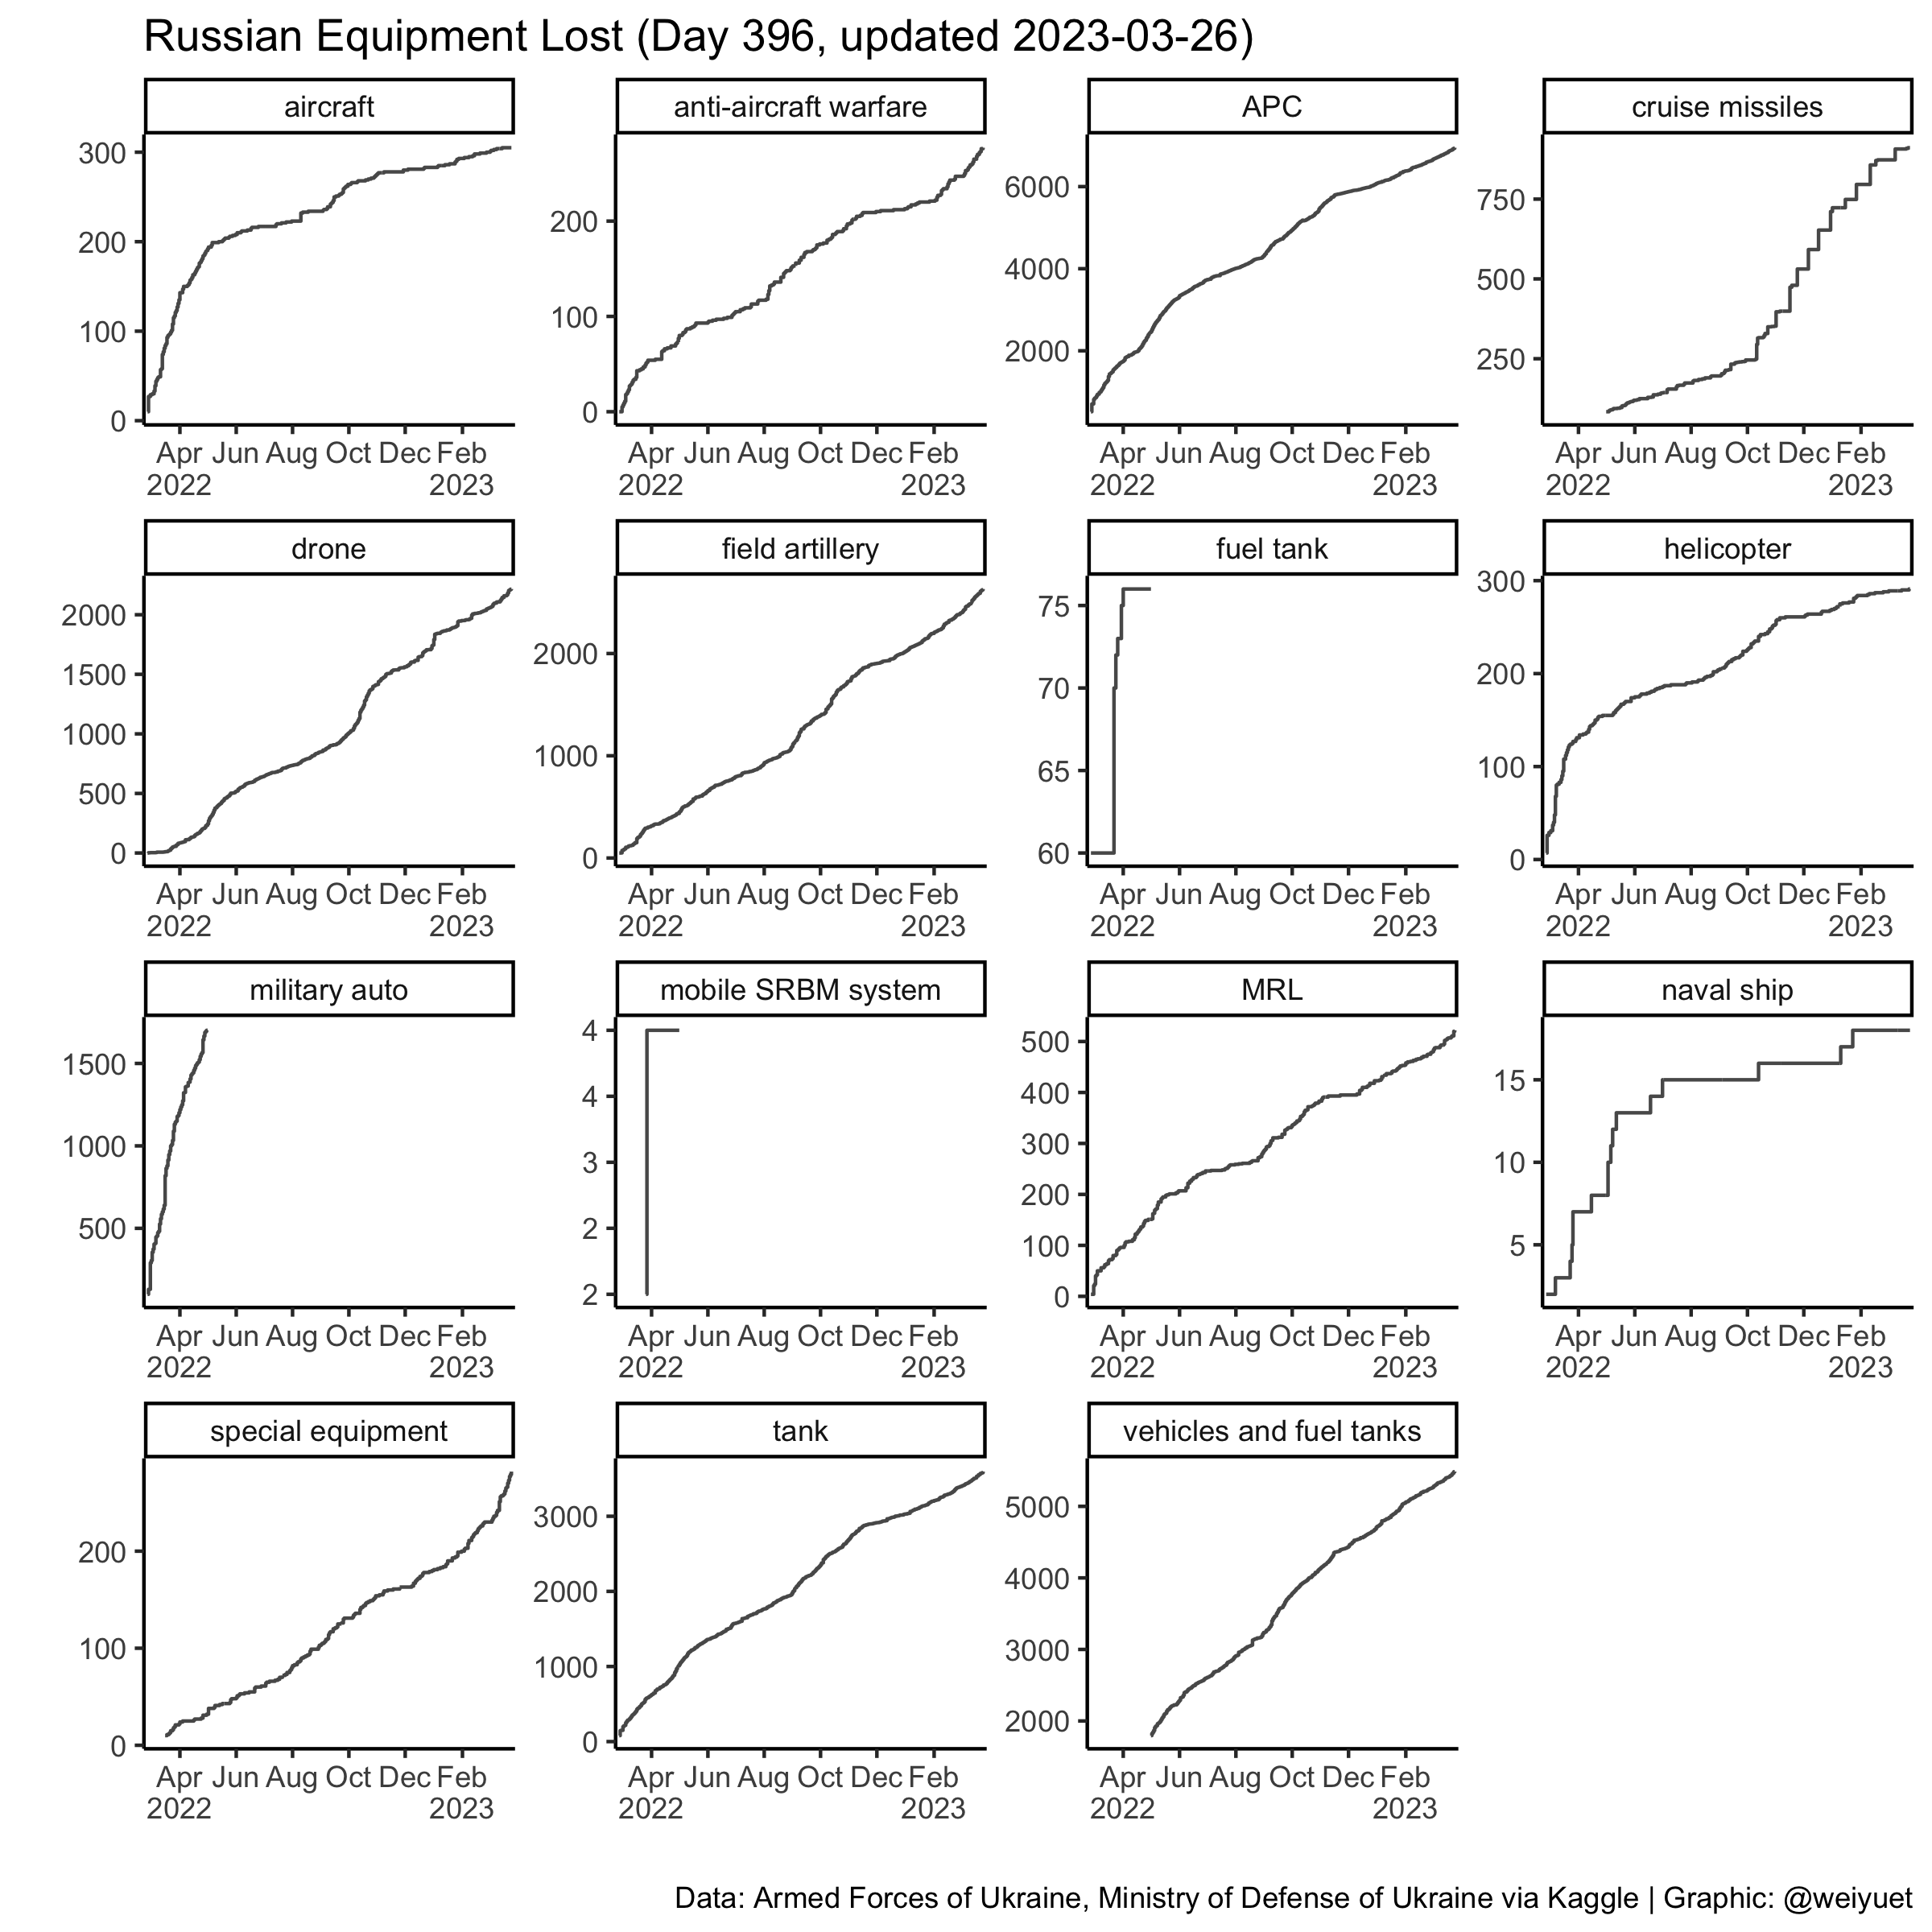 Russian Equipment Lost (Day 396, updated 2023-03-26)
aircraft
anti-aircraft warfare
APC
cruise missiles
300
200
100
0
200
100
0
6000
4000
2000
750
500
250
Apr Jun Aug Oct Dec Feb
2022 2023
Apr Jun Aug Oct Dec Feb
2022 2023
Apr Jun Aug Oct Dec Feb
2022 2023
Apr Jun Aug Oct Dec Feb
2022 2023
drone
field artillery
fuel tank
helicopter
2000
1500
1000
500
0
2000
1000
0
75
70
65
60
300
200
100
0
Apr Jun Aug Oct Dec Feb
2022 2023
Apr Jun Aug Oct Dec Feb
2022 2023
Apr Jun Aug Oct Dec Feb
2022 2023
Apr Jun Aug Oct Dec Feb
2022 2023
military auto
mobile SRBM system
MRL
naval ship
1500
1000
500
4
4
3
2
2
500
400
300
200
100
0
15
10
5
Apr Jun Aug Oct Dec Feb
2022 2023
Apr Jun Aug Oct Dec Feb
2022 2023
Apr Jun Aug Oct Dec Feb
2022 2023
Apr Jun Aug Oct Dec Feb
2022 2023
special equipment
tank
vehicles and fuel tanks
200
100
0
3000
2000
1000
0
5000
4000
3000
2000
Apr Jun Aug Oct Dec Feb
2022 2023
Apr Jun Aug Oct Dec Feb
2022 2023
Apr Jun Aug Oct Dec Feb
2022 2023
Data: Armed Forces of Ukraine, Ministry of Defense of Ukraine via Kaggle | Graphic: @weiyuet